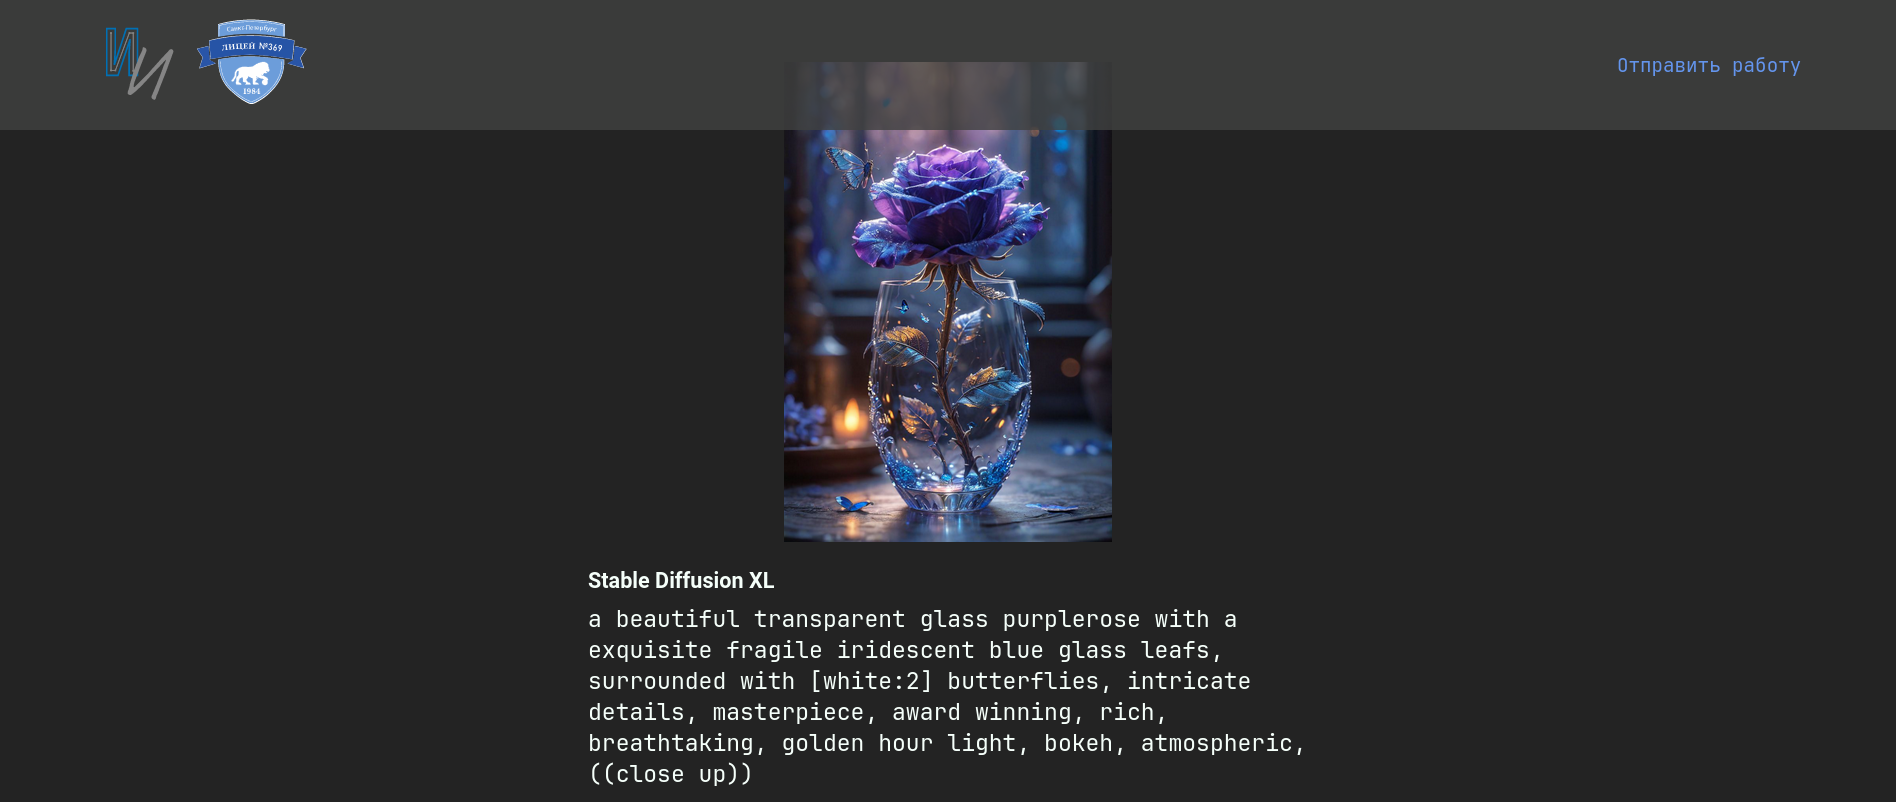 ИИ
Санкт-Петербург
ЛИЦЕЙ №369
1984
Отправить работу
Stable Diffusion XL
a beautiful transparent glass purplerose with a
exquisite fragile iridescent blue glass leafs,
surrounded with [white:2] butterflies, intricate
details, masterpiece, award winning, rich,
breathtaking, golden hour light, bokeh, atmospheric,
((close up))